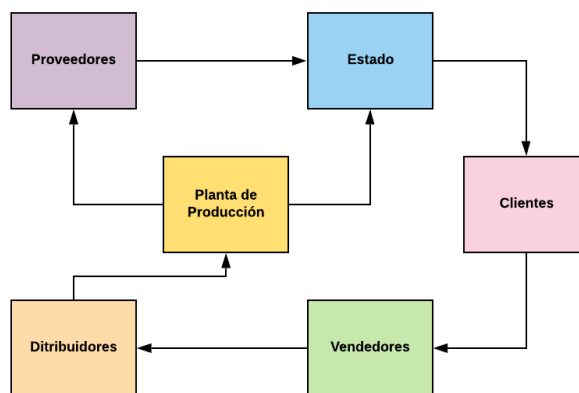 Proveedores
Estado
Planta de
Producción
Clientes
Ditribuidores
Vendedores